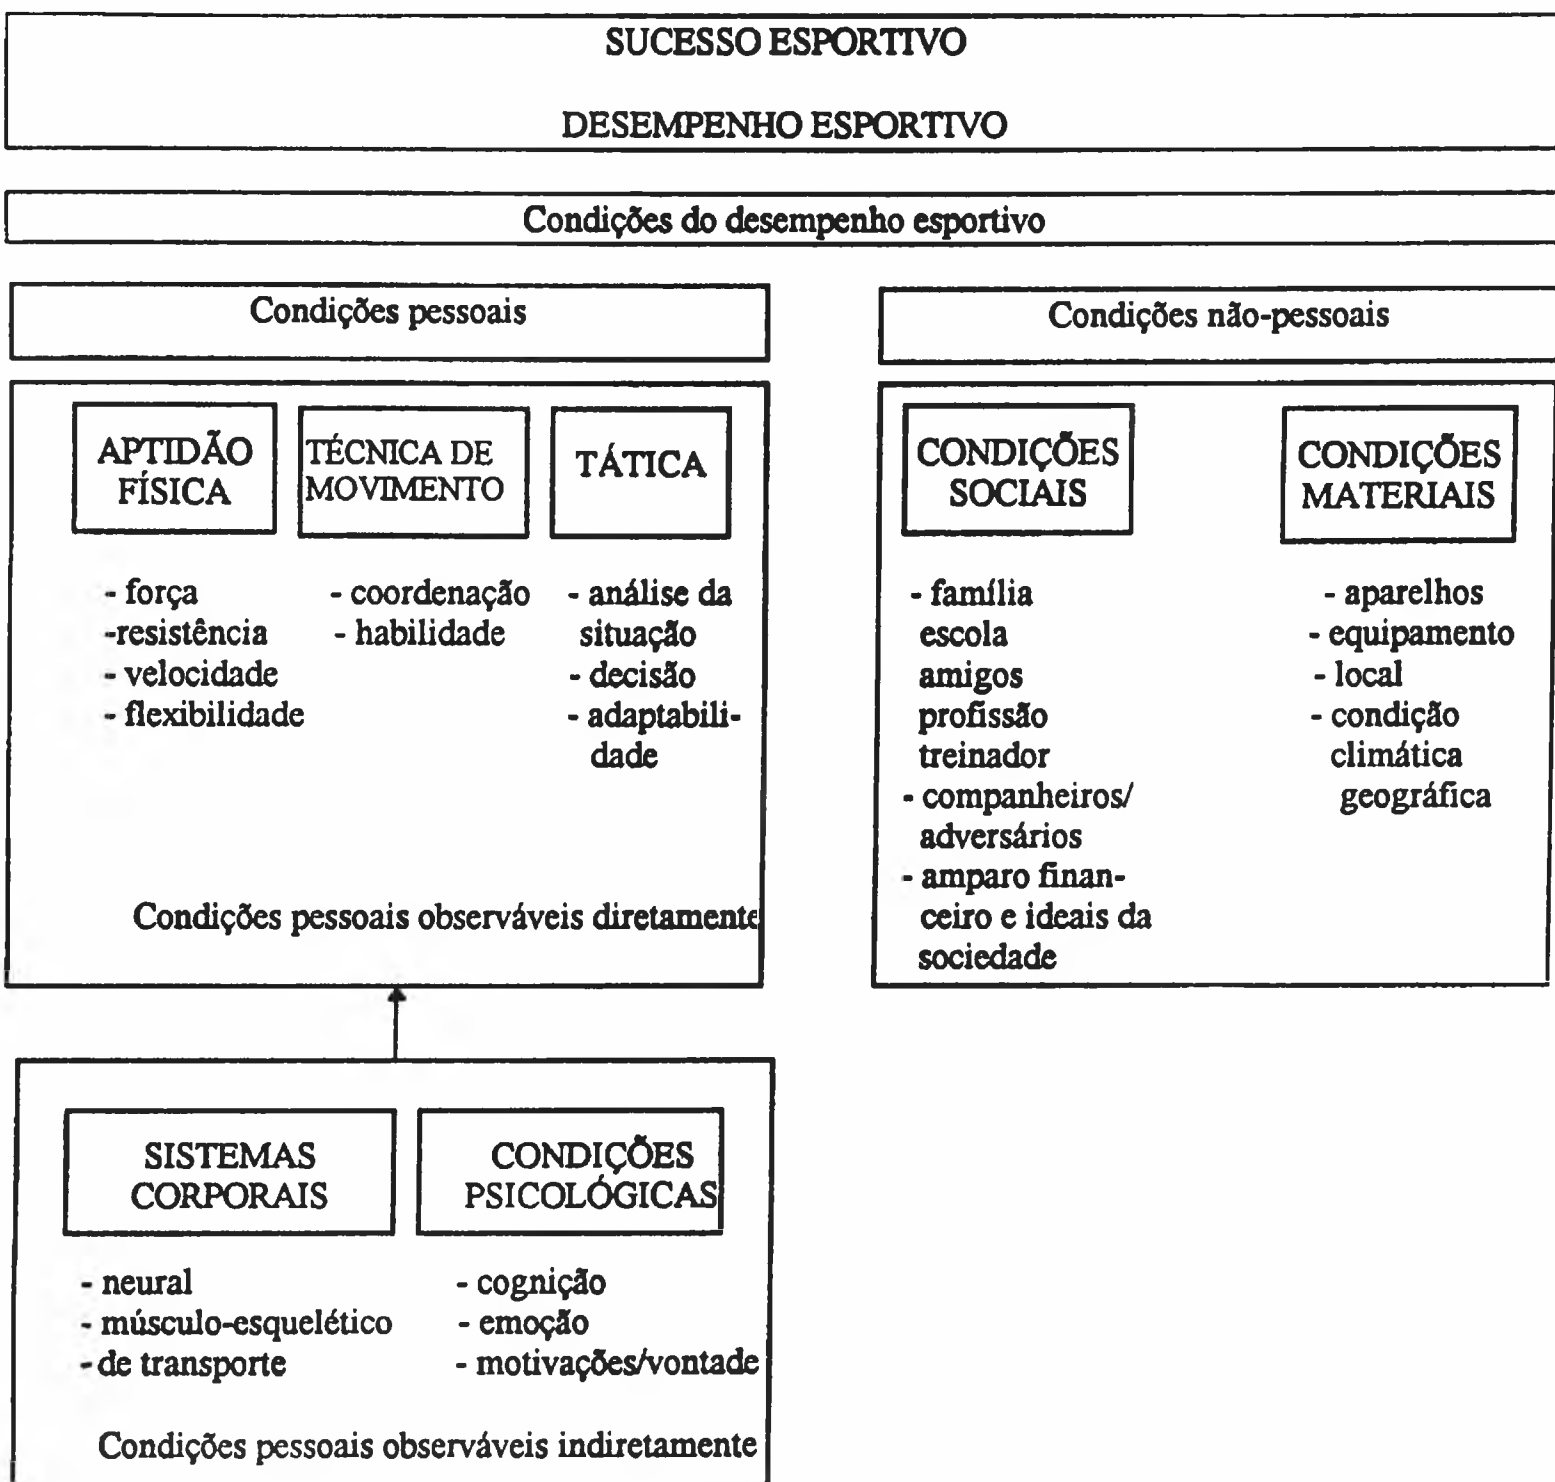 SUCESSO ESPORTIVO
DESEMPENHO ESPORTIVO
Condições do desempenho esportivo
Condições pessoais
APTIDÃO
FÍSICA
- força
-resistência
- velocidade
- flexibilidade
TÉCNICA DE
MOVIMENTO
- coordenação
- habilidade
TÁTICA
- análise da
situação
- decisão
- adaptabili-
dade
Condições pessoais observáveis diretamente
Condições não-pessoais
CONDIÇÕES
SOCIAIS
- família
escola
amigos
profissão
treinador
- companheiros/
adversários
- amparo finan-
ceiro e ideais da
sociedade
CONDIÇÕES
MATERIAIS
- aparelhos
- equipamento
- local
- condição
climática
geográfica
SISTEMAS
CORPORAIS
- neural
- músculo-esquelético
- de transporte
CONDIÇÕES
PSICOLÓGICAS
- cognição
- emoção
- motivações/vontade
Condições pessoais observáveis indiretamente